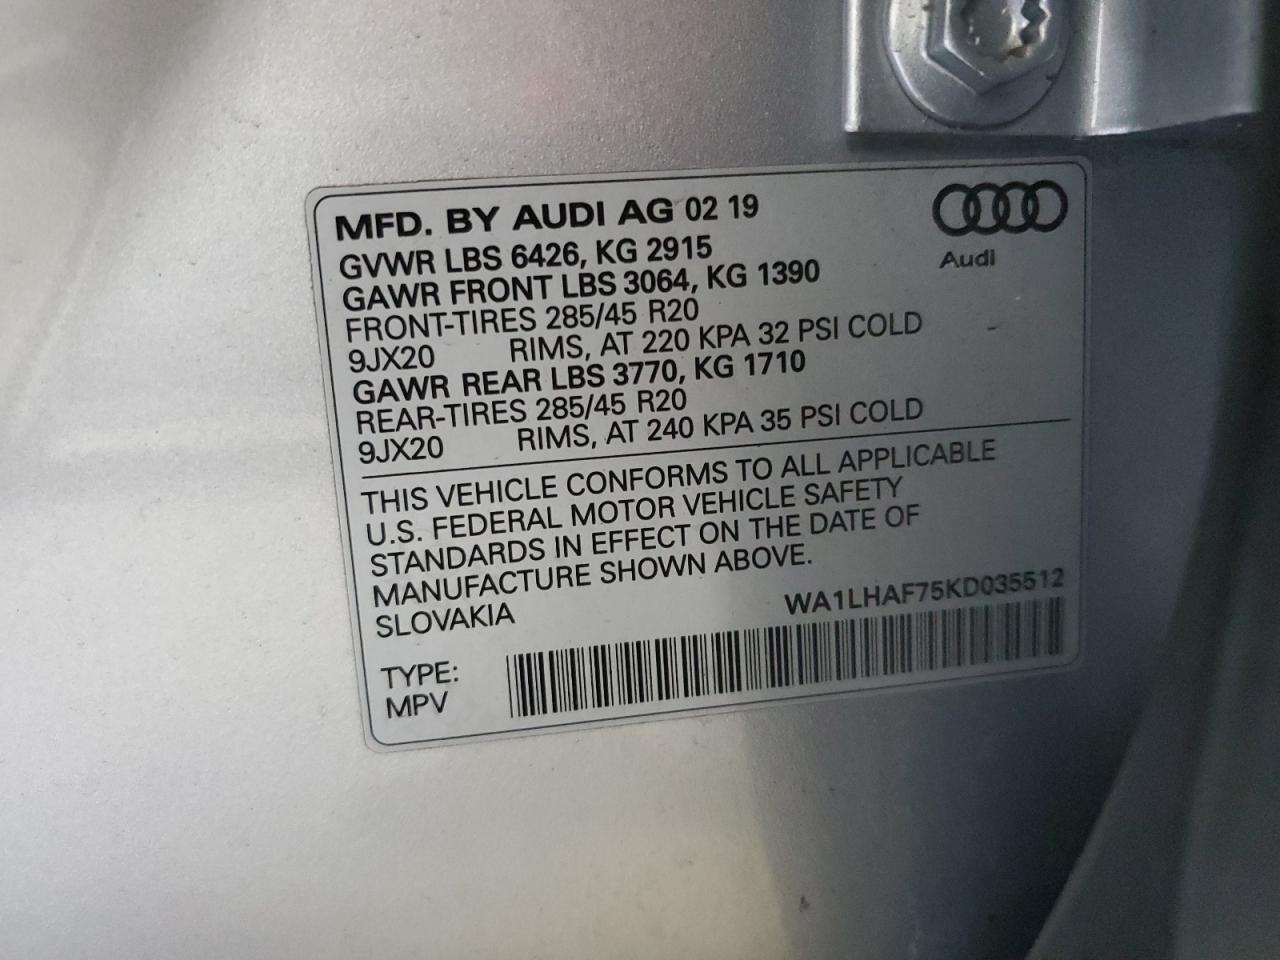 MFD. BY AUDI AG 02 19
GVWR LBS 6426, KG 2915
GAWR FRONT LBS 3064, KG 1390
FRONT-TIRES 285/45 R20
9JX20 RIMS, AT 220 KPA 32 PSI COLD
GAWR REAR LBS 3770, KG 1710
REAR-TIRES 285/45 R20
9JX20 RIMS, AT 240 KPA 35 PSI COLD
Audi
THIS VEHICLE CONFORMS TO ALL APPLICABLE
U.S. FEDERAL MOTOR VEHICLE SAFETY
STANDARDS IN EFFECT ON THE DATE OF
MANUFACTURE SHOWN ABOVE.
SLOVAKIA
WA1LHAF75KD035512
TYPE:
MPV